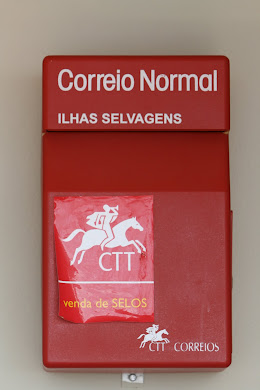 Correio Normal
ILHAS SELVAGENS
CTT
venda de SELOS
CTT CORREIOS